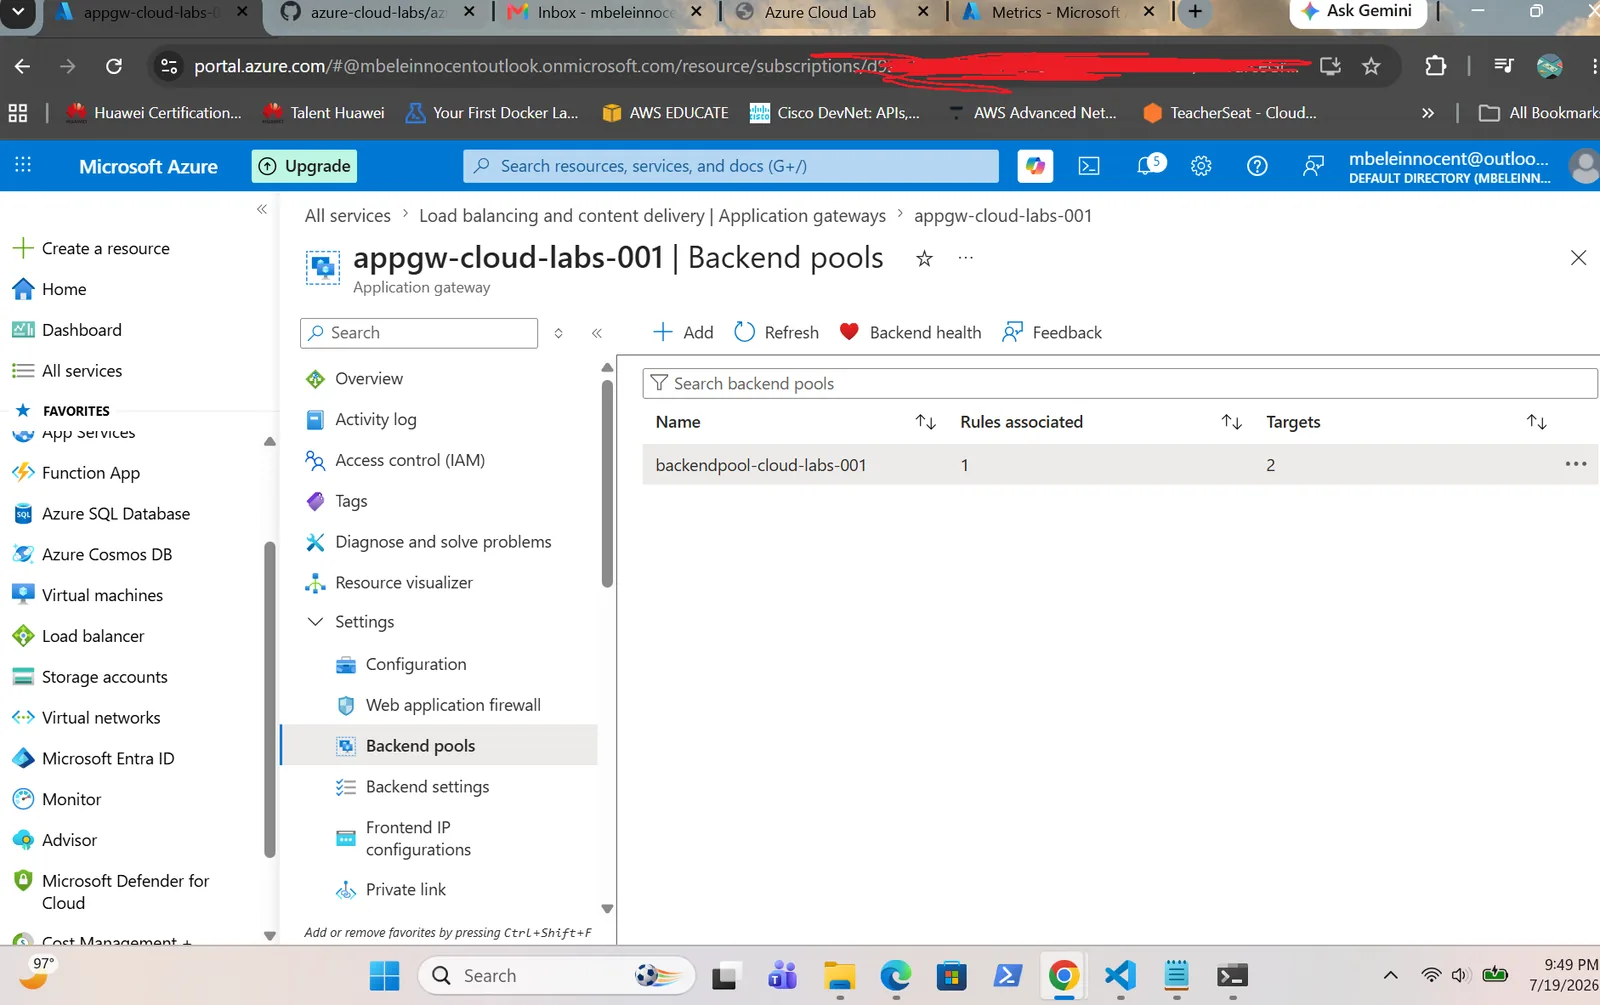 appgw-cloud-labs-0
azure-cloud-labs/az
Inbox - mbeleinnoce
Azure Cloud Lab
Metrics - Microsoft
Ask Gemini
portal.azure.com/#@mbeleinnocentoutlook.onmicrosoft.com/resource/subscriptions/d9
Huawei Certification...
Talent Huawei
Your First Docker La...
AWS EDUCATE
Cisco DevNet: APIs,...
AWS Advanced Net...
TeacherSeat - Cloud...
»
All Bookmark
Microsoft Azure
Upgrade
Search resources, services, and docs (G+/)
5
mbeleinnocent@outloo...
DEFAULT DIRECTORY (MBELEINN...
Create a resource
Home
Dashboard
All services
FAVORITES
App Services
Function App
Azure SQL Database
Azure Cosmos DB
Virtual machines
Load balancer
Storage accounts
Virtual networks
Microsoft Entra ID
Monitor
Advisor
Microsoft Defender for
Cloud
Cost Management +
All services > Load balancing and content delivery | Application gateways > appgw-cloud-labs-001
appgw-cloud-labs-001 | Backend pools
Application gateway
Search
Overview
Activity log
Access control (IAM)
Tags
Diagnose and solve problems
Resource visualizer
Settings
Configuration
Web application firewall
Backend pools
Backend settings
Frontend IP
configurations
Private link
Add or remove favorites by pressing Ctrl+Shift+F
Add
Refresh
Backend health
Feedback
Search backend pools
Name
Rules associated
Targets
backendpool-cloud-labs-001
1
2
97°
Search
9:49 PM
7/19/2026